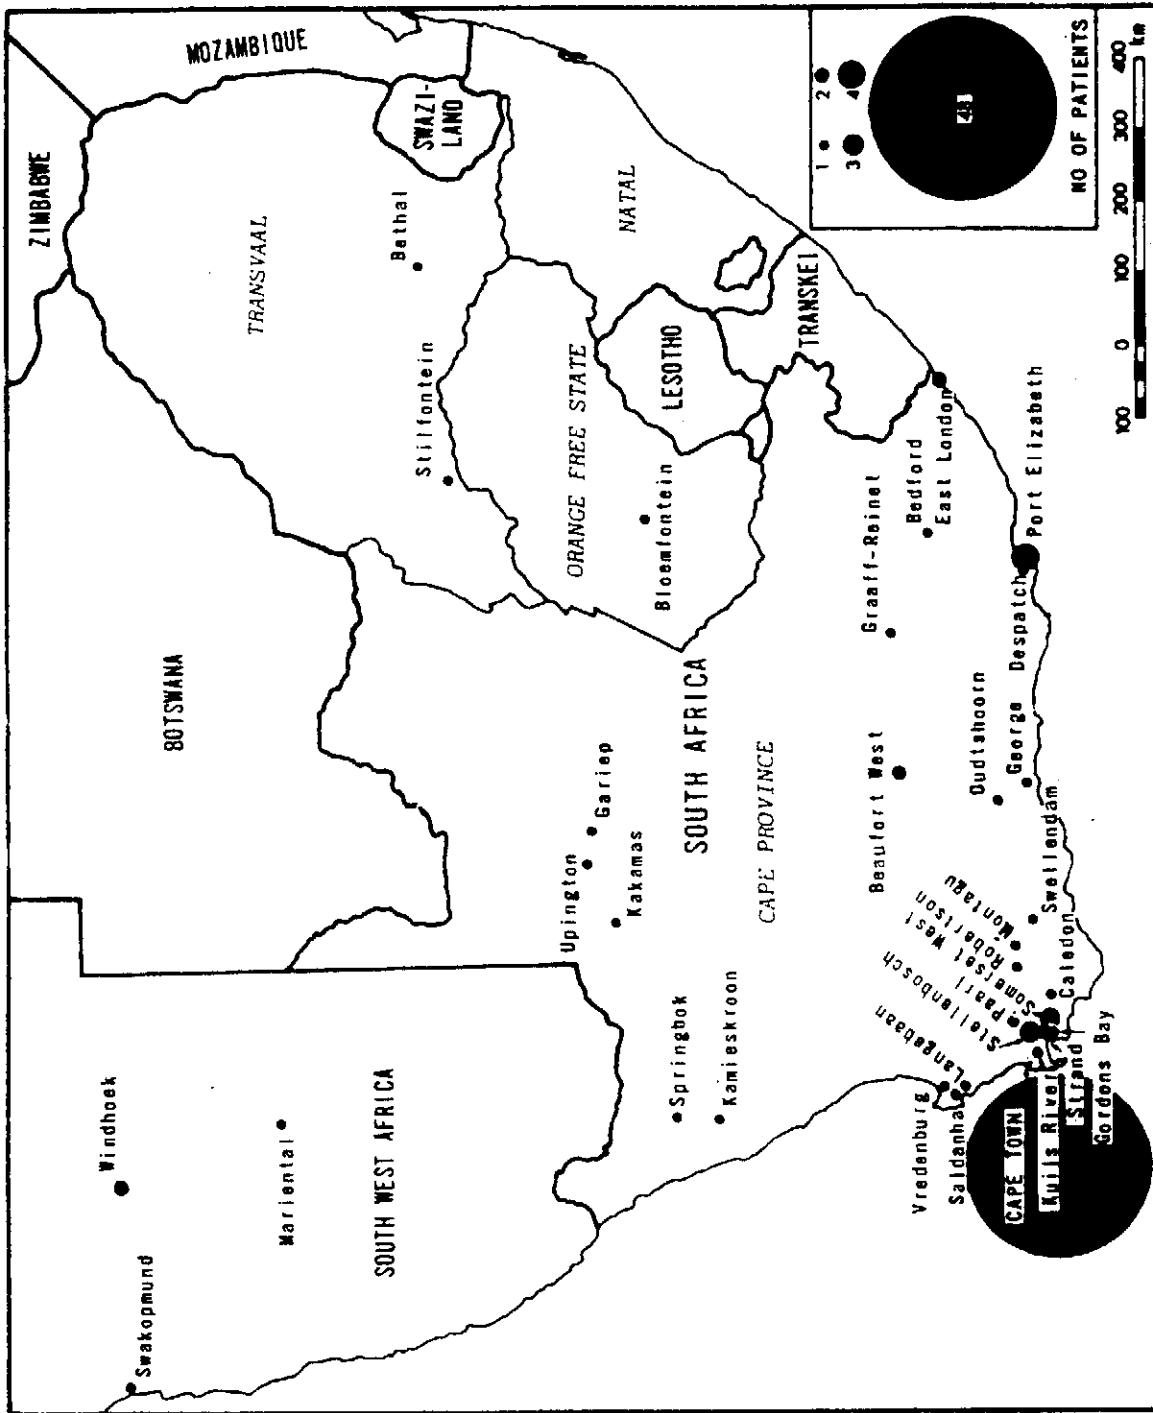 ZIMBABWE
MOZAMBIQUE
BOTSWANA
TRANSVAAL
SWAZI-
LAND
Windhoek
Swakopmund
Mariental
SOUTH WEST AFRICA
Bethal
Stilfontein
ORANGE FREE STATE
NATAL
Upington
Gariep
Kakamas
Bloemfontein
LESOTHO
Springbok
Kamieskroon
SOUTH AFRICA
CAPE PROVINCE
TRANSKEI
Beaufort West
Graaff-Reinet
Bedford
East London
Vredenburg
Saldanha
Langebaan
Stellenbosch
Paarl
Somerset West
Robertson
Montagu
Oudtshoorn
George
Despatch
Port Elizabeth
Swellendam
Caledon
CAPE TOWN
Kuils River
Strand
Gordons Bay
1
2
3
4
NO OF PATIENTS
100 0 100 200 300 400 km